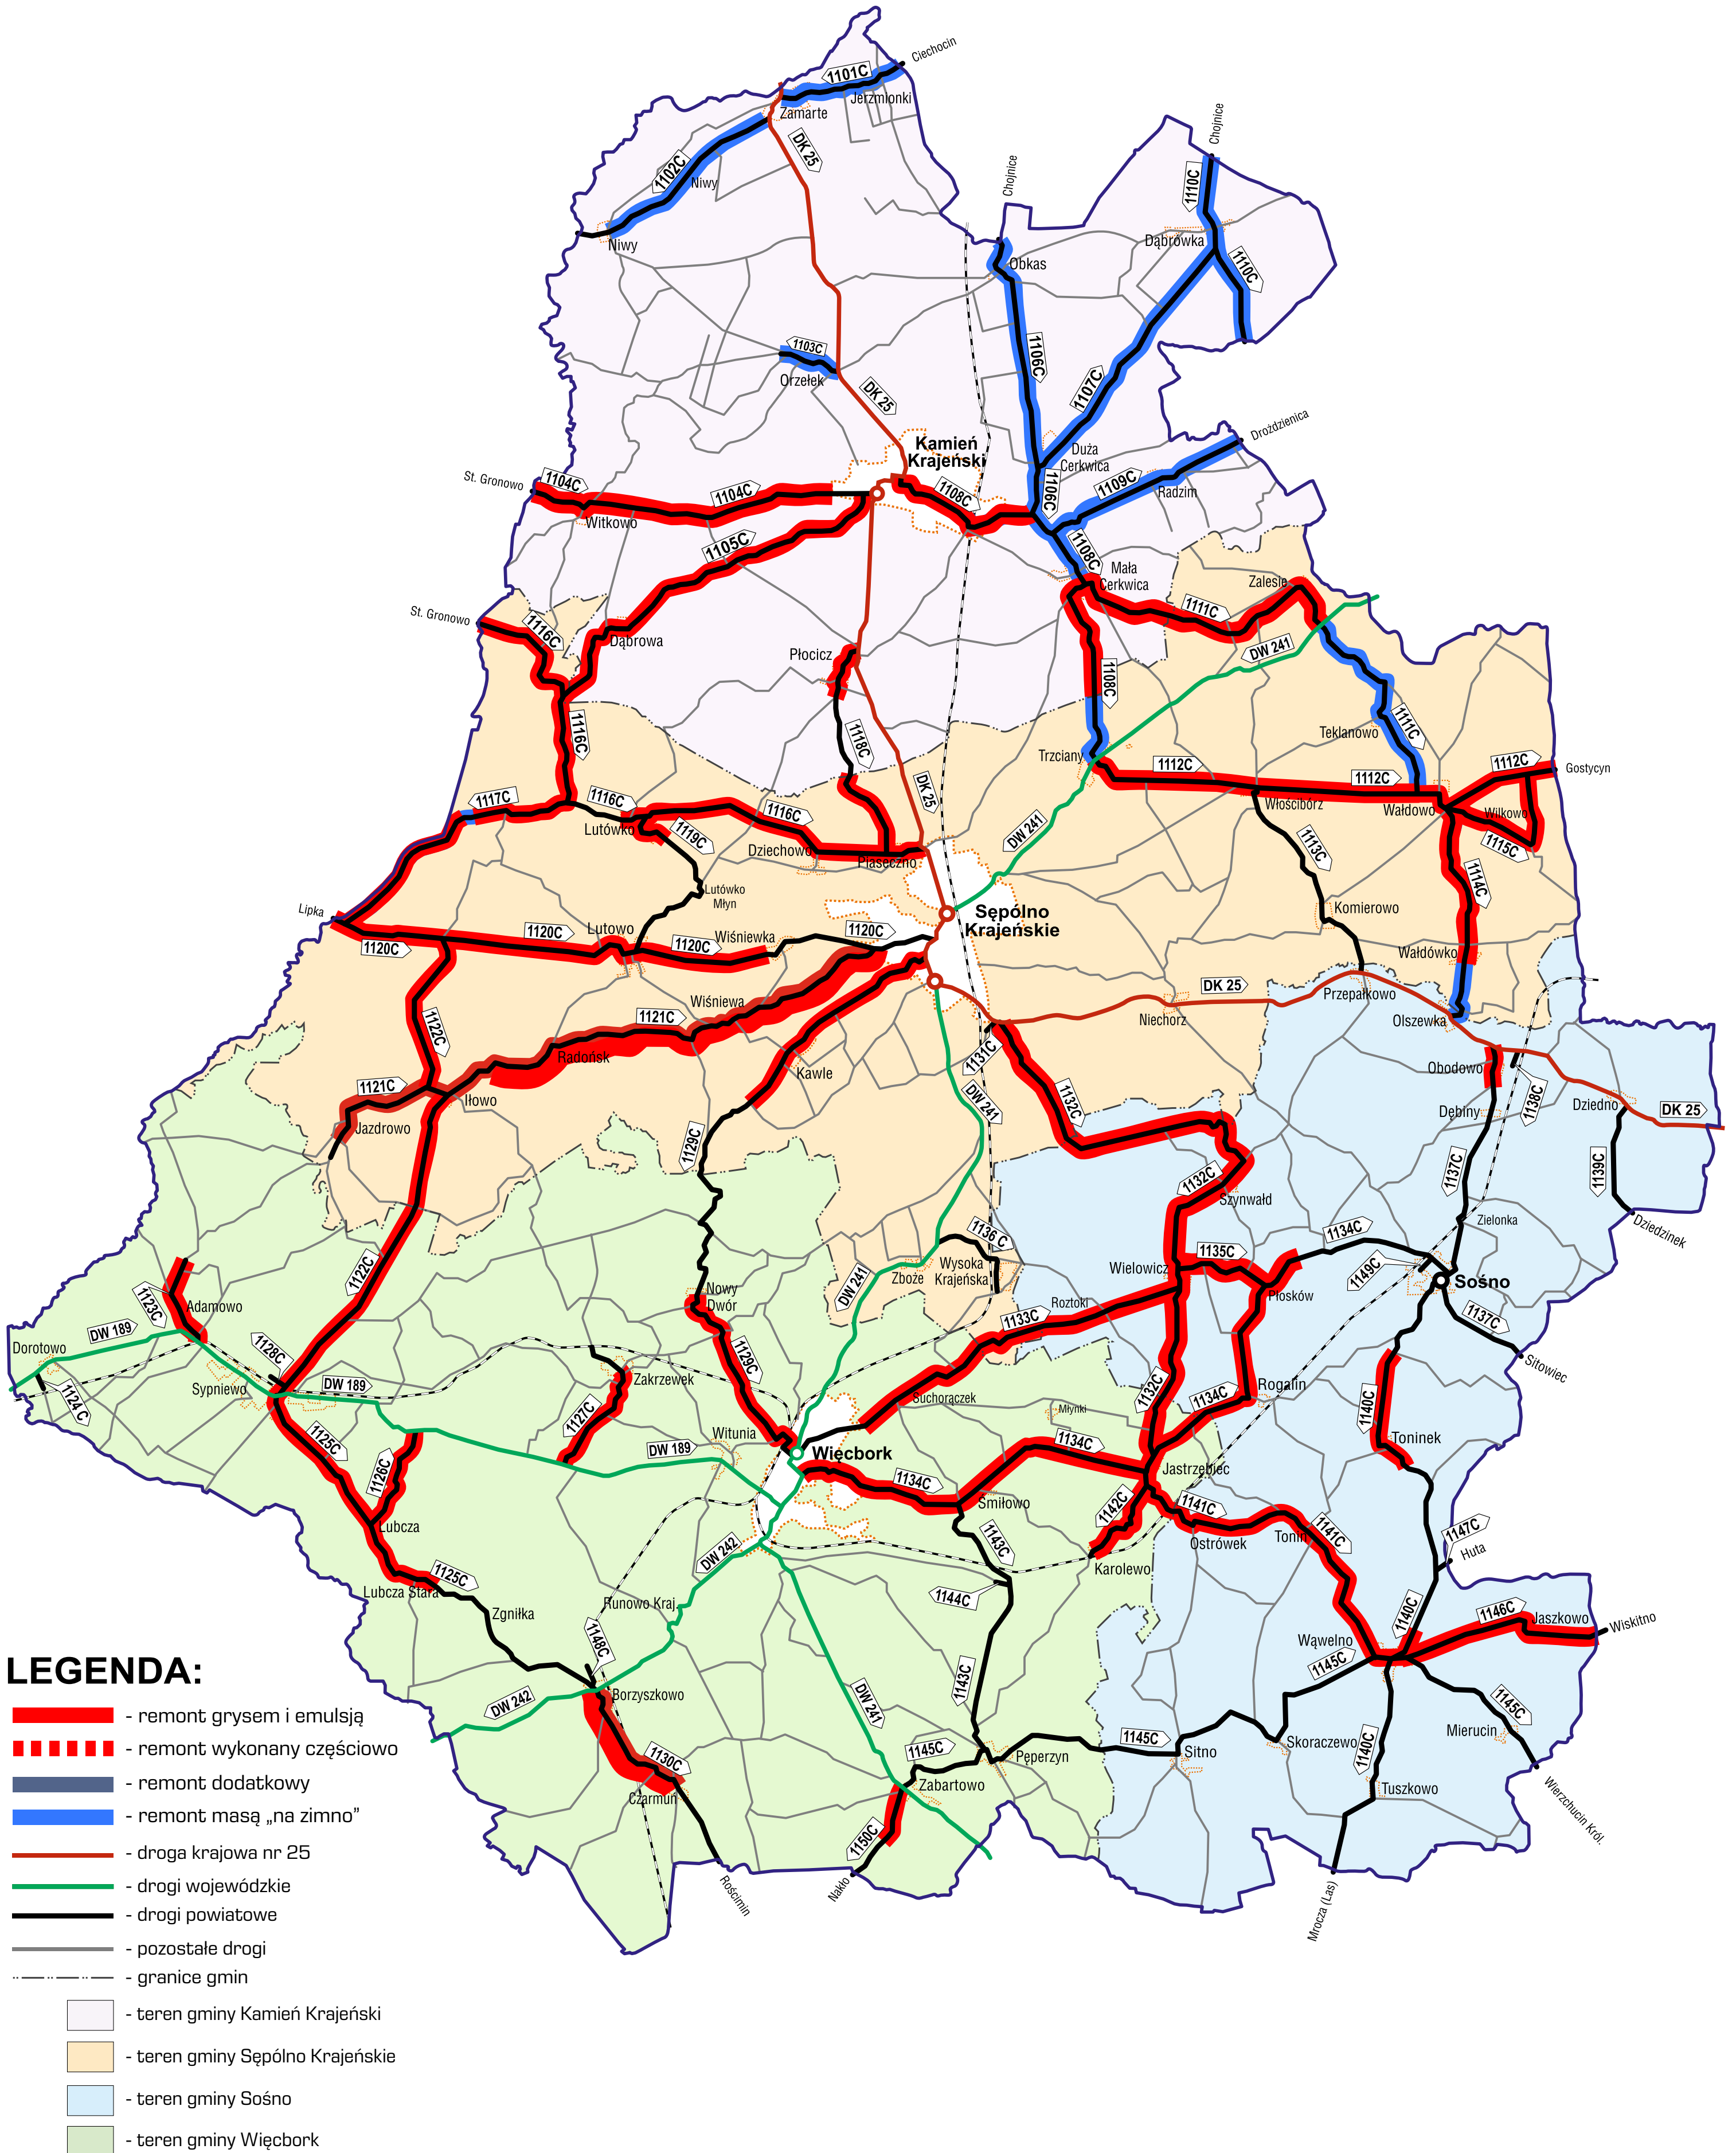 Ciechocin
1101C
Jerzmionki
Zamarte
DK 25
1102C
Niwy
Niwy
Chojnice
Chojnice
1110C
Dąbrówka
1110C
Obkas
1106C
1107C
1103C
Orzełek
DK 25
Kamień
Krajeński
Duża
Cerkwica
Drożdzienica
1109C
Radzim
1106C
1108C
St. Gronowo
1104C
1104C
Witkowo
1105C
1108C
Mała
Cerkwica
Zalesie
1111C
DW 241
St. Gronowo
1116C
Dąbrowa
Płocicz
1108C
1116C
1118C
Teklanowo
1111C
Trzciany
1112C
1112C
1112C
Gostycyn
DK 25
1117C
1116C
Lutówko
1119C
1116C
Dziechowo
Piaseczno
DW 241
Włościbórz
Wałdowo
Wilkowo
1115C
1113C
1114C
Lutówko
Młyn
Lipka
1120C
1120C
Lutowo
1120C
Wiśniewka
1120C
Sępólno
Krajeńskie
Komierowo
Wałdówko
Wiśniewa
1121C
1122C
Radońsk
DK 25
Niechorz
Przepałkowo
Olszewka
1131C
Kawle
1132C
DW 241
Obodowo
1138C
Dębiny
Dziedno
DK 25
1121C
Iłowo
Jazdrowo
1129C
1137C
1139C
1132C
Szynwałd
Zielonka
Dziedzinek
1136 C
Wysoka
Krajeńska
Zboże
DW 241
1134C
1149C
Sośno
1135C
Wielowicz
Płosków
1122C
1123C
Adamowo
Nowy
Dwór
Roztoki
1133C
1137C
Sitowiec
Dorotowo
DW 189
1128C
1124 C
Sypniewo
DW 189
1129C
Zakrzewek
1127C
Suchorączek
Młynki
1132C
1134C
Rogalin
1140C
Toninek
1125C
1126C
Witunia
DW 189
Więcbork
1134C
1134C
Jastrzębiec
Lubcza
Śmiłowo
1142C
1141C
Ostrówek
Tonin
1141C
1147C
Huta
1143C
Karolewo
DW 242
1125C
Lubcza Stara
Zgniłka
Runowo Kraj.
1144C
1148C
1140C
1146C
Jaszkowo
Wiskitno
Wąwelno
1145C
DW 242
Borzyszkowo
1143C
DW 241
1145C
Mierucin
1130C
Czarmuń
1145C
Pęperzyn
1145C
Sitno
Skoraczewo
1140C
Tuszkowo
Wierzchucin Król.
Zabartowo
1150C
Nakło
Rościmin
Mrocza (Las)
LEGENDA:
- remont grysem i emulsją
- remont wykonany częściowo
- remont dodatkowy
- remont masą „na zimno”
- droga krajowa nr 25
- drogi wojewódzkie
- drogi powiatowe
- pozostałe drogi
- granice gmin
- teren gminy Kamień Krajeński
- teren gminy Sępólno Krajeńskie
- teren gminy Sośno
- teren gminy Więcbork